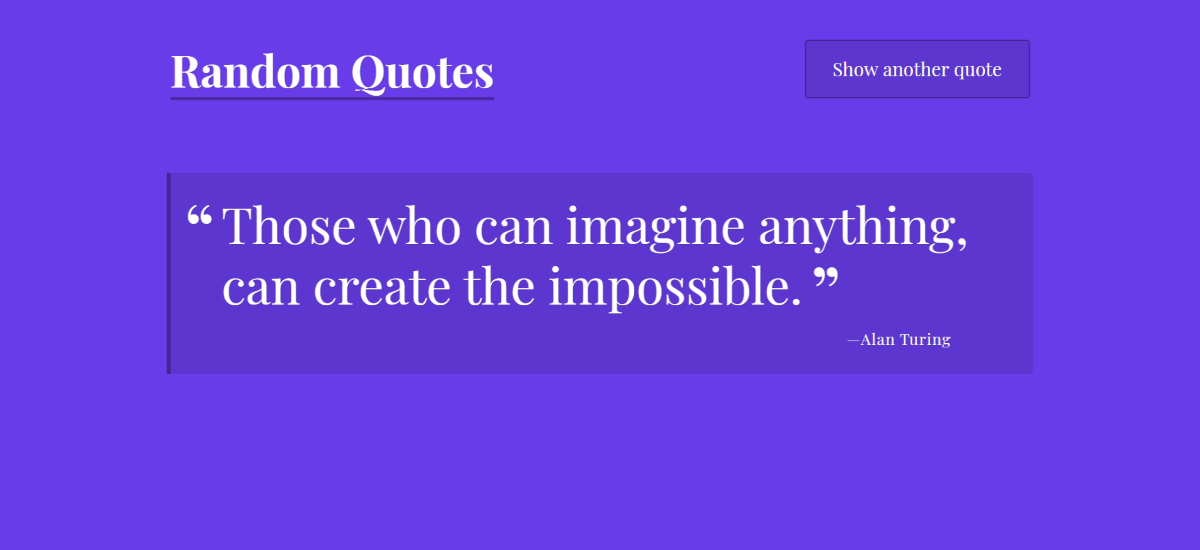 Random Quotes
Show another quote
“ Those who can imagine anything,
can create the impossible. ”
—Alan Turing